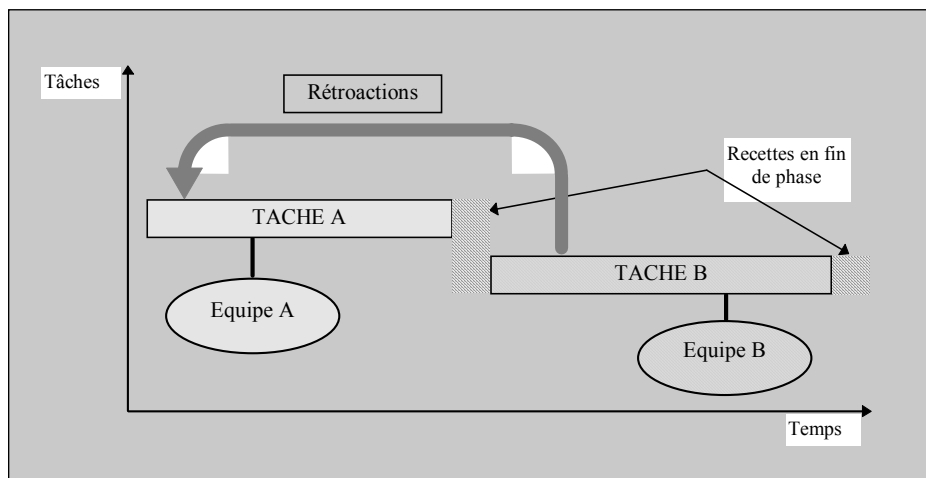 Tâches
Rétroactions
Recettes en fin
de phase
TACHE A
TACHE B
Equipe A
Equipe B
Temps